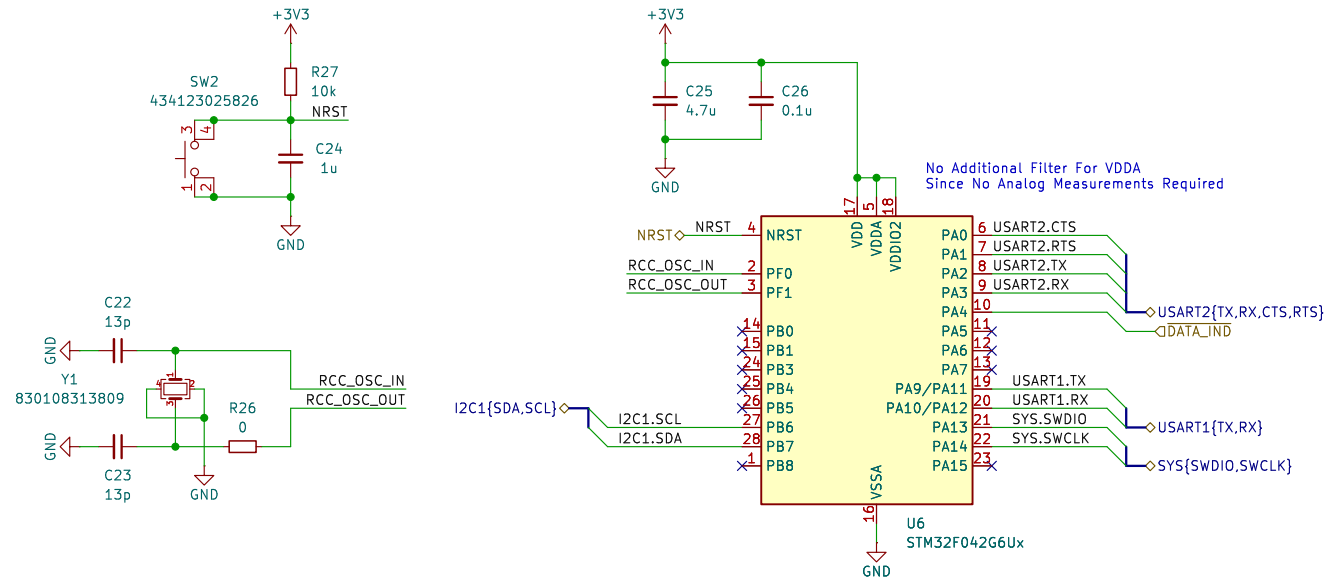 +3V3
R27
10k
SW2
434123025826
NRST
3
4
C24
1u
1
2
GND
C22
13p
GND
Y1
830108313809
1
4
2
3
RCC_OSC_IN
RCC_OSC_OUT
R26
0
GND
C23
13p
GND
+3V3
C25
4.7u
C26
0.1u
GND
No Additional Filter For VDDA
Since No Analog Measurements Required
17
5
18
VDD
VDDA
VDDIO2
NRST
NRST
4
NRST
RCC_OSC_IN
2
PF0
RCC_OSC_OUT
3
PF1
14
PB0
15
PB1
24
PB3
25
PB4
26
PB5
I2C1{SDA,SCL}
I2C1.SCL
27
PB6
I2C1.SDA
28
PB7
1
PB8
PA0
6
USART2.CTS
PA1
7
USART2.RTS
PA2
8
USART2.TX
PA3
9
USART2.RX
USART2{TX,RX,CTS,RTS}
PA4
10
DATA_IND
PA5
11
PA6
12
PA7
13
PA9/PA11
19
USART1.TX
PA10/PA12
20
USART1.RX
USART1{TX,RX}
PA13
21
SYS.SWDIO
PA14
22
SYS.SWCLK
SYS{SWDIO,SWCLK}
PA15
23
VSSA
16
U6
STM32F042G6Ux
GND